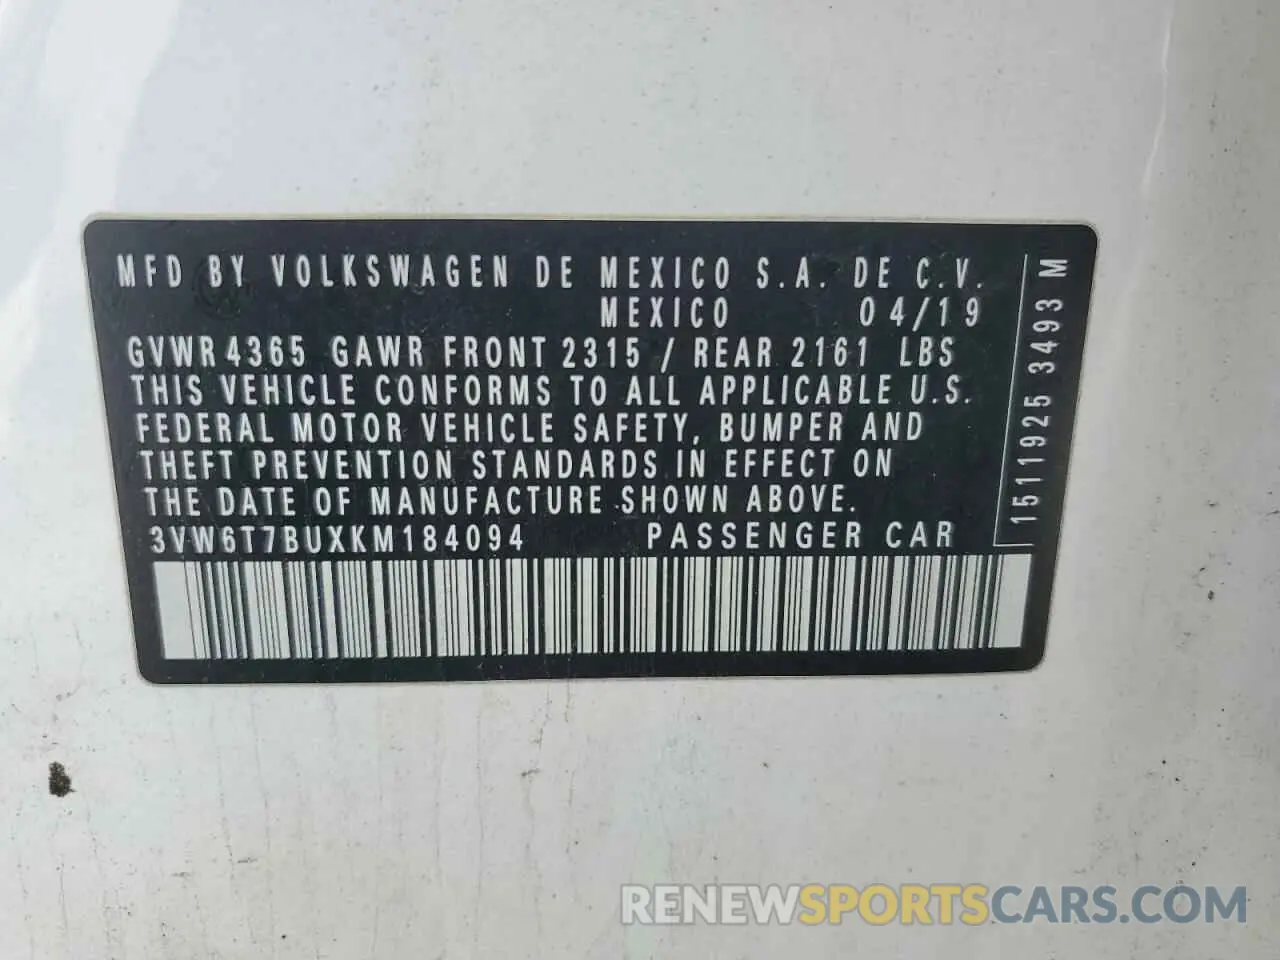 MFD BY VOLKSWAGEN DE MEXICO S.A. DE C.V.
MEXICO 04/19
GVWR 4365 GAWR FRONT 2315 / REAR 2161 LBS
THIS VEHICLE CONFORMS TO ALL APPLICABLE U.S.
FEDERAL MOTOR VEHICLE SAFETY, BUMPER AND
THEFT PREVENTION STANDARDS IN EFFECT ON
THE DATE OF MANUFACTURE SHOWN ABOVE.
3VW6T7BUXKM184094 PASSENGER CAR
1511925 3493 M
RENEWSPORTSCARS.COM